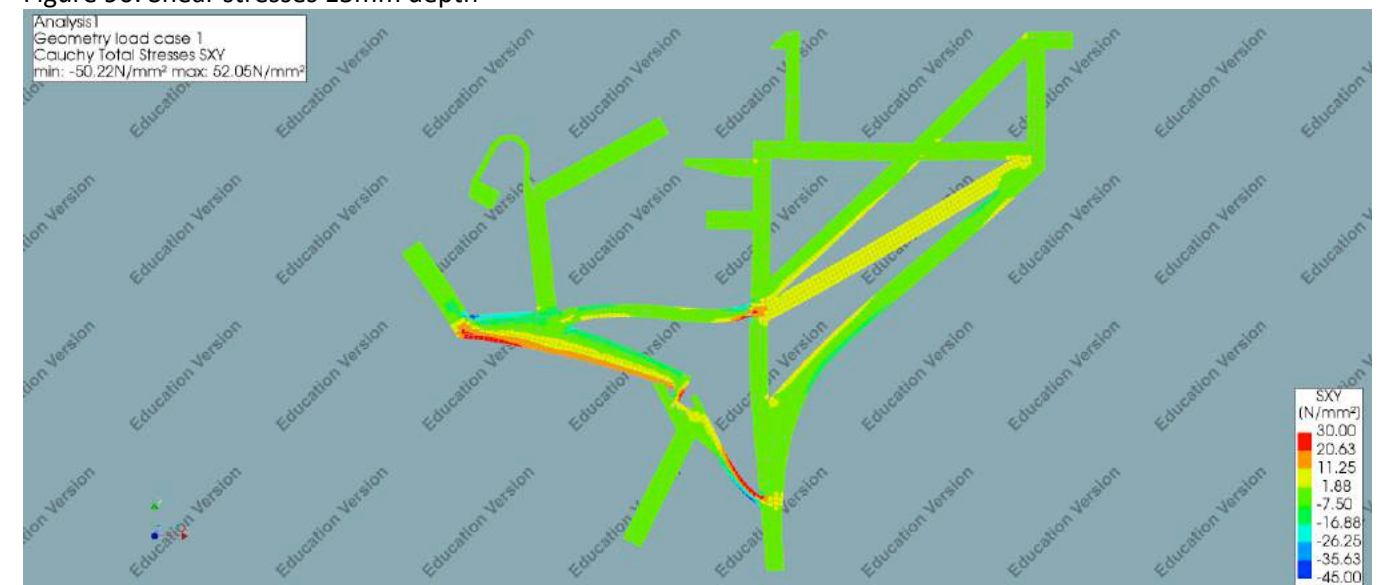 Figure 50: Shear stresses 15mm depth
Analysis1
Geometry load case 1
Cauchy Total Stresses SXY
min: -50.22N/mm² max: 52.05N/mm²
Education Version
SXY
(N/mm²)
30.00
20.63
11.25
1.88
-7.50
-16.88
-26.25
-35.63
-45.00